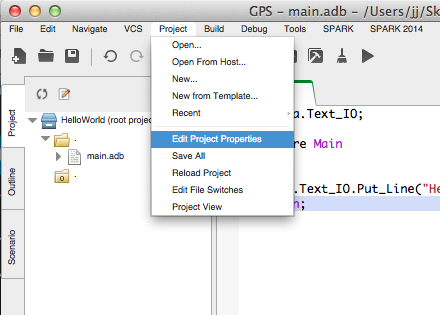 GPS - main.adb - /Users/jj/Sk
File Edit Navigate VCS Project Build Debug Tools SPARK SPARK 2014
Open...
Open From Host...
New...
New from Template...
Recent
Edit Project Properties
Save All
Reload Project
Edit File Switches
Project View
Project
Outline
Scenario
HelloWorld (root proje
.
main.adb
.
a.Text_IO;
re Main
.Text_IO.Put_Line("He
n;